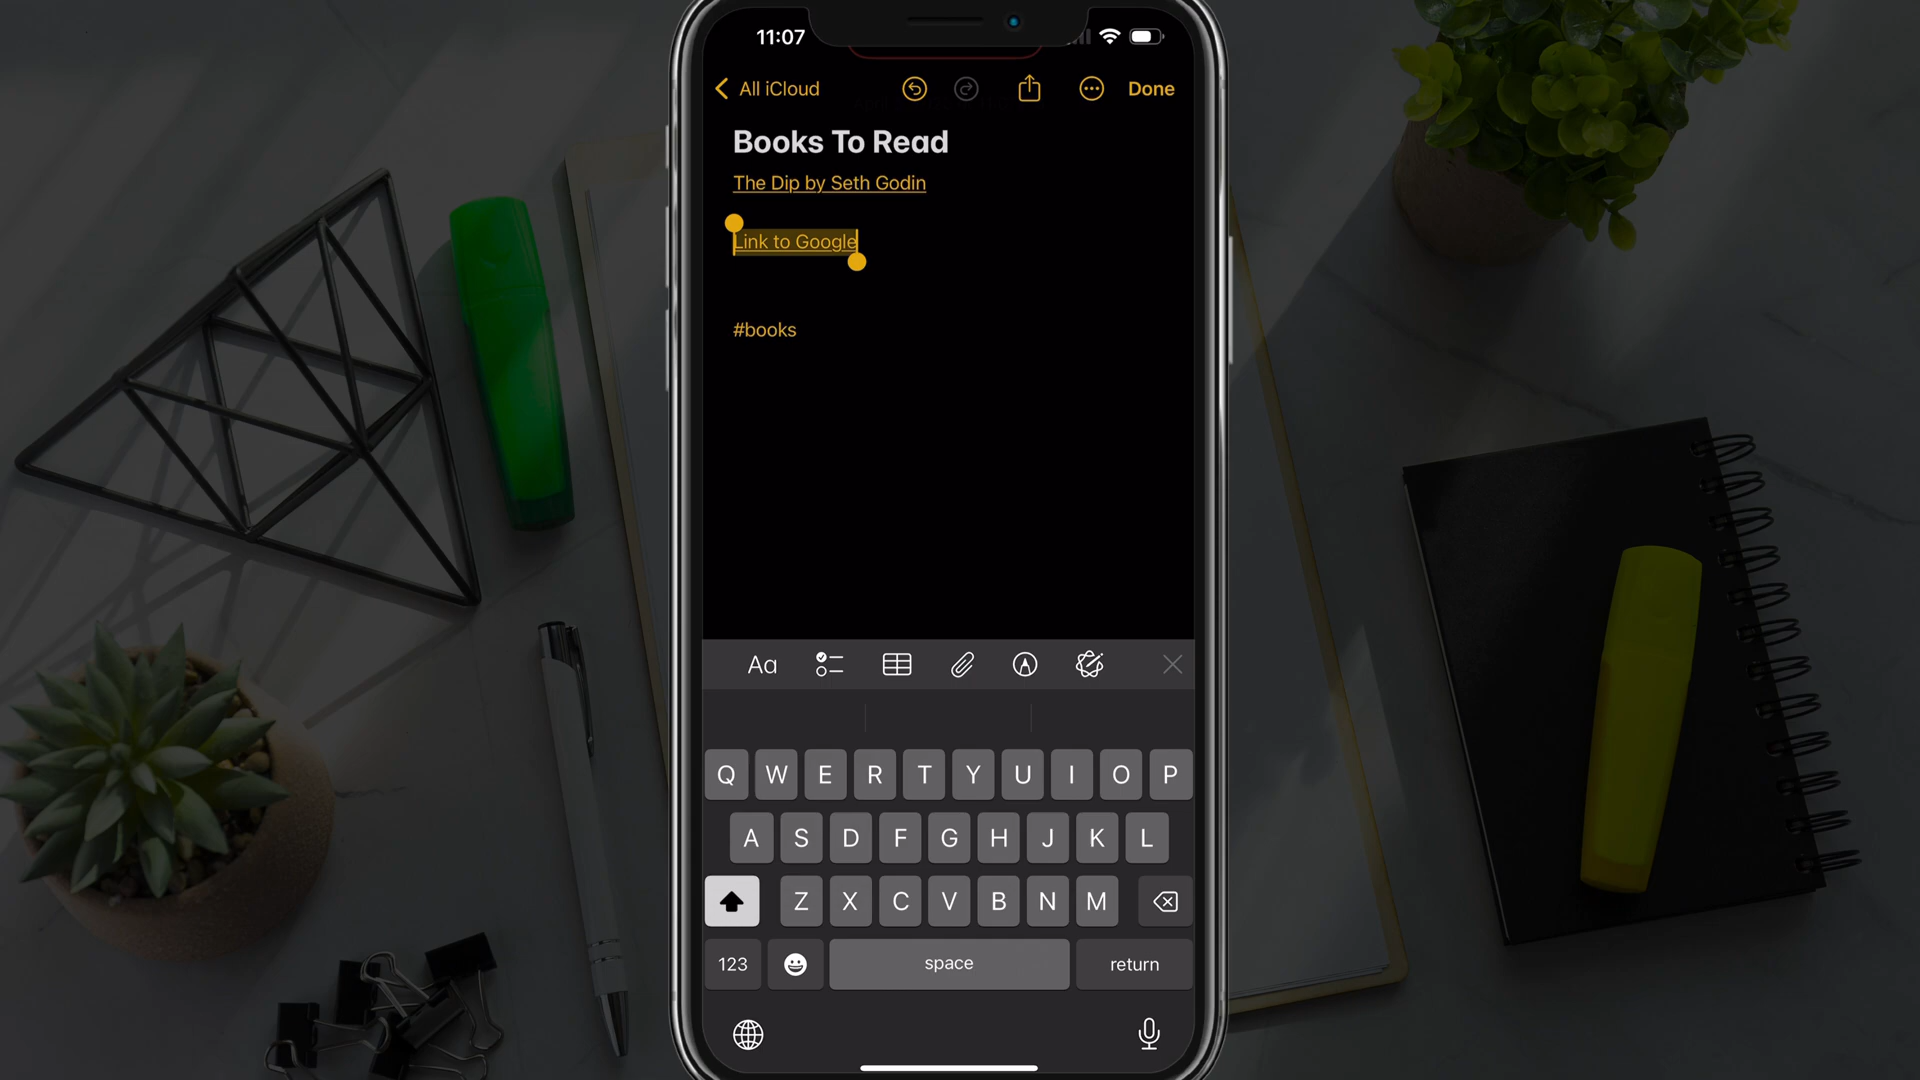 11:07
All iCloud
Done
Books To Read
The Dip by Seth Godin
Link to Google
#books
Aa
Q W E R T Y U I O P
A S D F G H J K L
Z X C V B N M
123
space
return